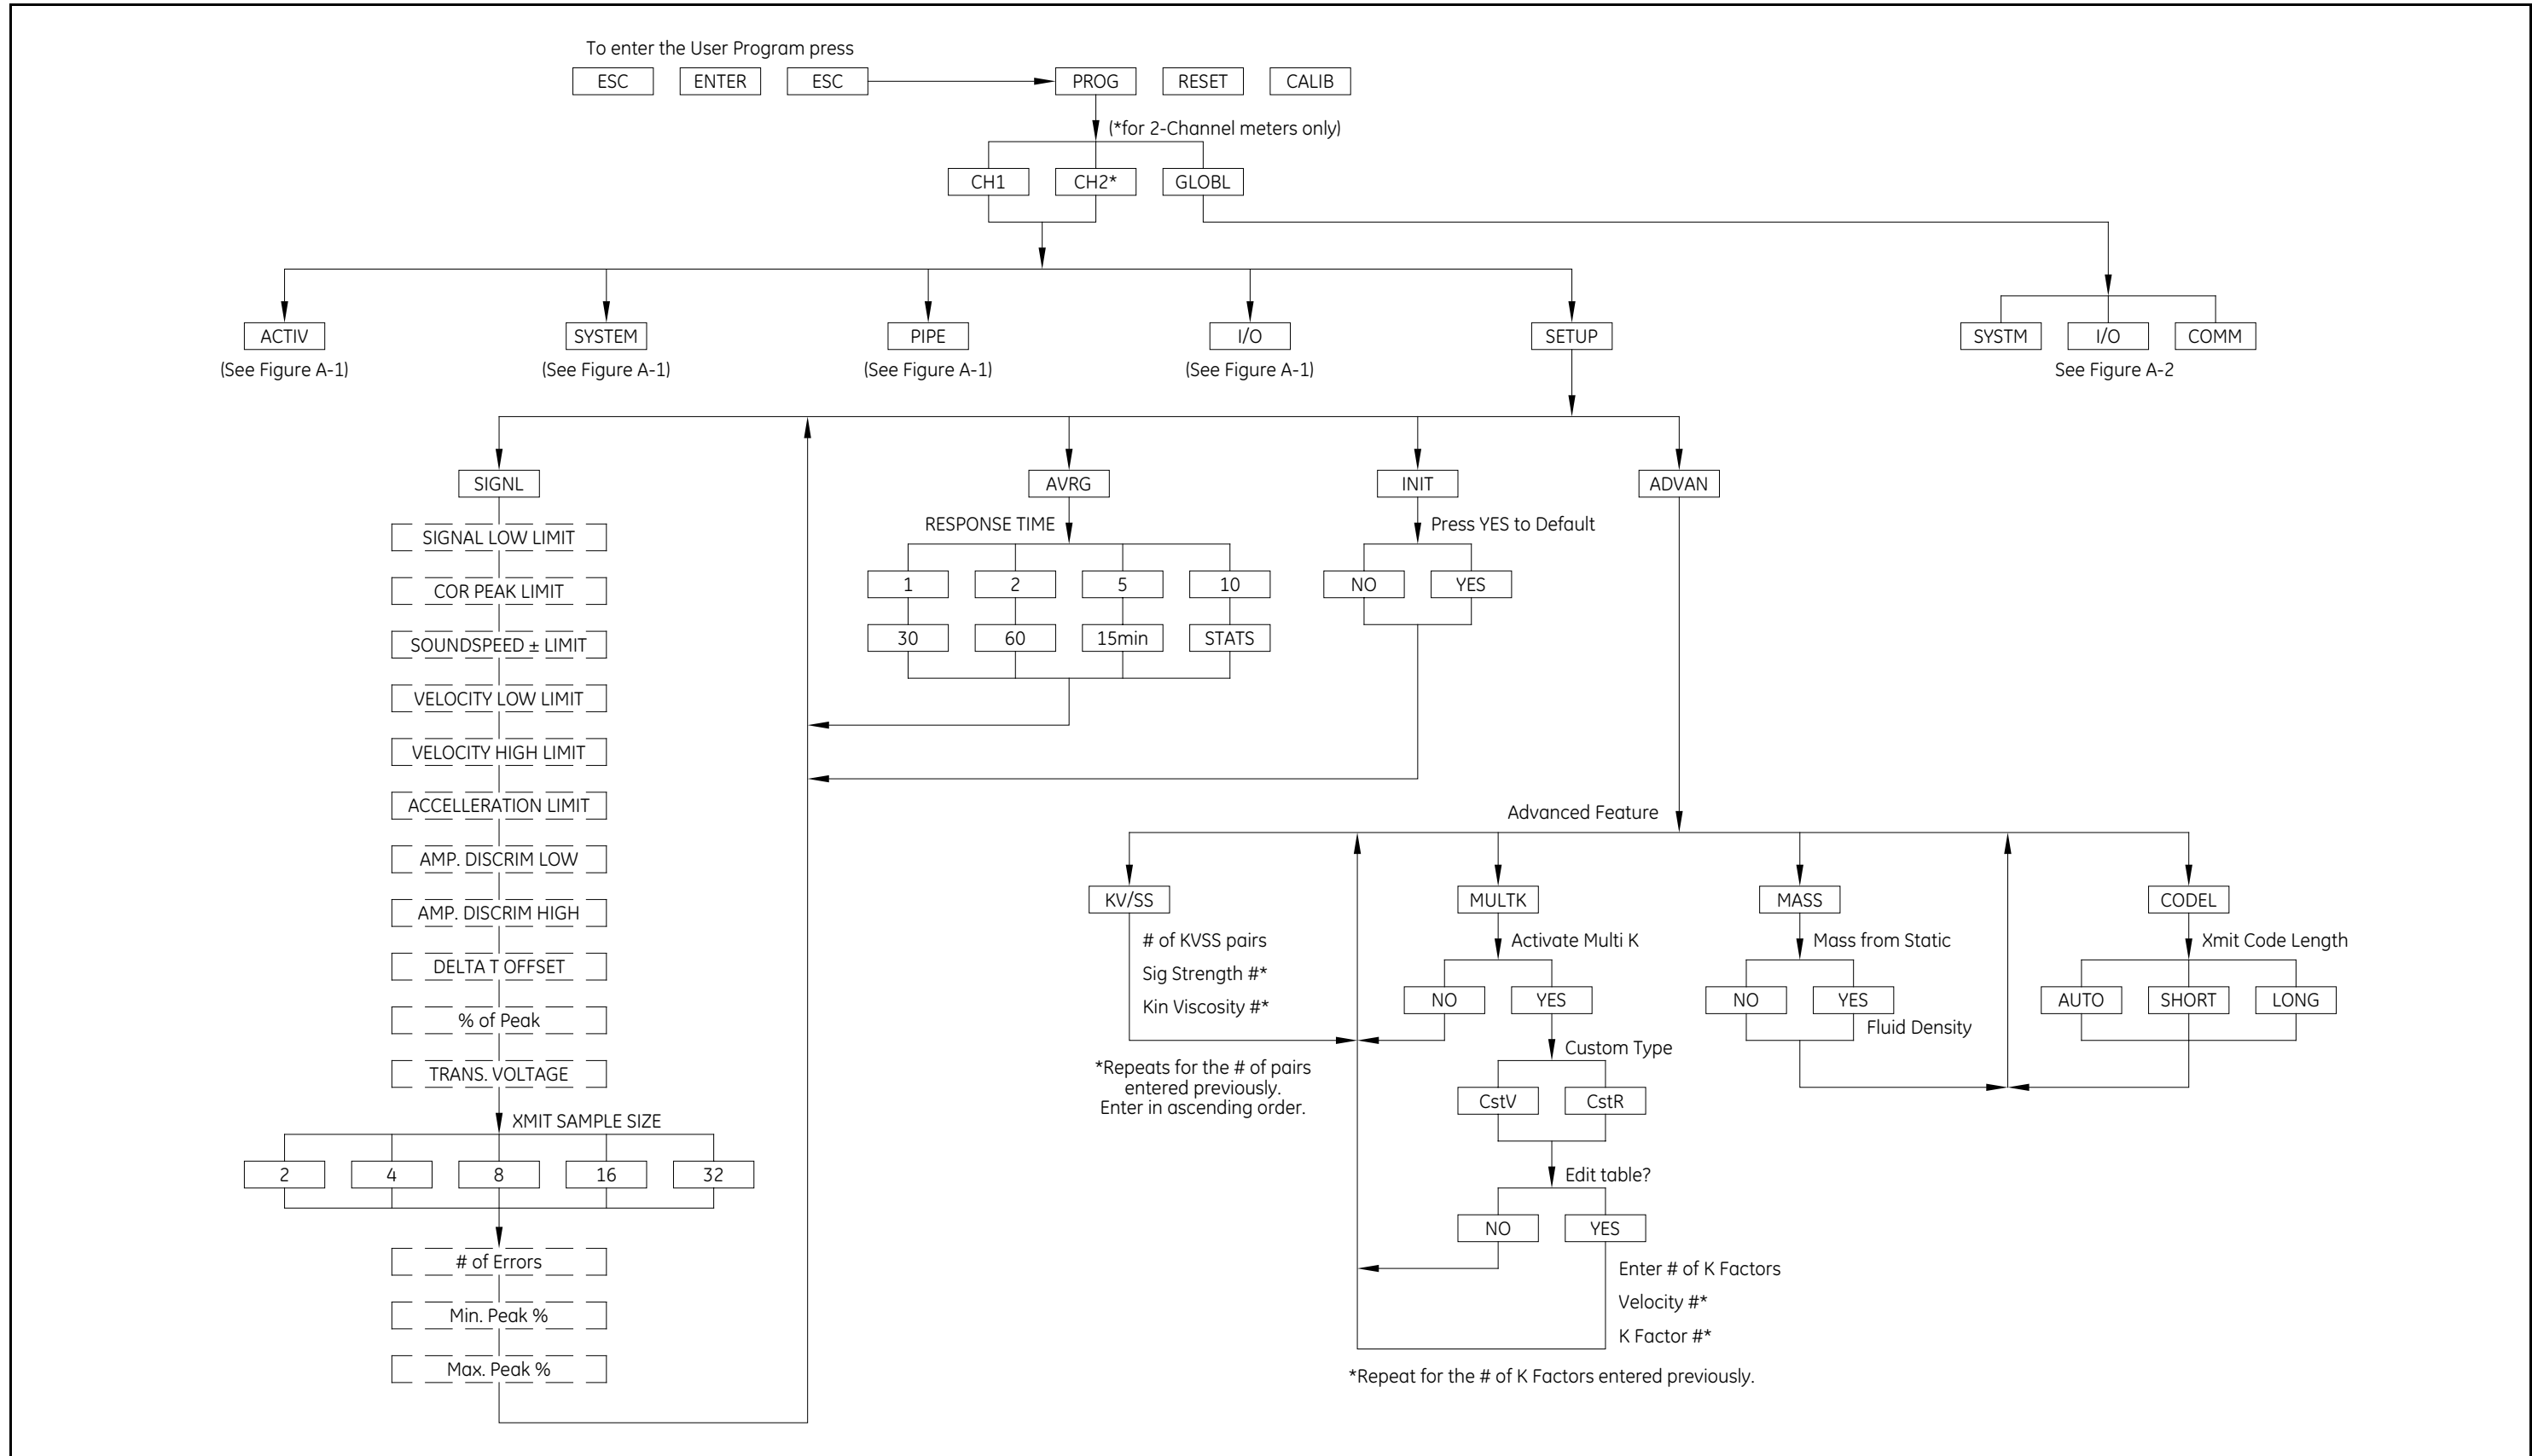 To enter the User Program press
ESC ENTER ESC PROG RESET CALIB
(*for 2-Channel meters only)
CH1 CH2* GLOBL
ACTIV SYSTEM PIPE I/O SETUP SYSTM I/O COMM
(See Figure A-1) (See Figure A-1) (See Figure A-1) (See Figure A-1) See Figure A-2
SIGNL AVRG INIT ADVAN
SIGNAL LOW LIMIT
COR PEAK LIMIT
SOUNDSPEED ± LIMIT
VELOCITY LOW LIMIT
VELOCITY HIGH LIMIT
ACCELLERATION LIMIT
AMP. DISCRIM LOW
AMP. DISCRIM HIGH
DELTA T OFFSET
% of Peak
TRANS. VOLTAGE
XMIT SAMPLE SIZE
2 4 8 16 32
# of Errors
Min. Peak %
Max. Peak %
RESPONSE TIME
1 2 5 10
30 60 15min STATS
Press YES to Default
NO YES
Advanced Feature
KV/SS MULTK MASS CODEL
# of KVSS pairs
Sig Strength #*
Kin Viscosity #*
*Repeats for the # of pairs
entered previously.
Enter in ascending order.
Activate Multi K
NO YES
Custom Type
CstV CstR
Edit table?
NO YES
Enter # of K Factors
Velocity #*
K Factor #*
*Repeat for the # of K Factors entered previously.
Mass from Static
NO YES
Fluid Density
Xmit Code Length
AUTO SHORT LONG